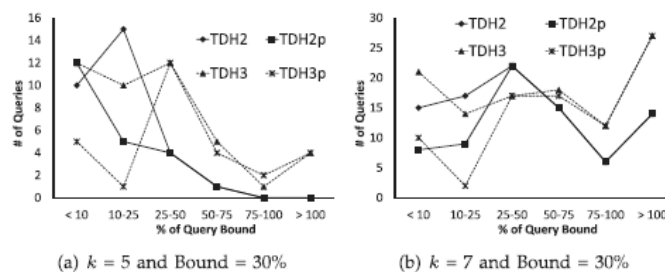 16
14
12
10
8
6
4
2
0
# of Queries
TDH2 TDH2p
TDH3 TDH3p
< 10 10-25 25-50 50-75 75-100 > 100
% of Query Bound
(a) k = 5 and Bound = 30%
30
25
20
15
10
5
0
# of Queries
TDH2 TDH2p
TDH3 TDH3p
< 10 10-25 25-50 50-75 75-100 > 100
% of Query Bound
(b) k = 7 and Bound = 30%